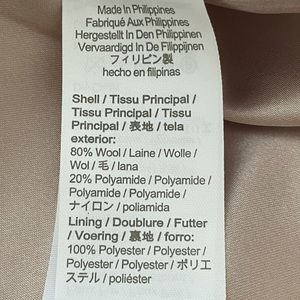 Made In Philippines
Fabriqué Aux Philippines
Hergestellt In Den Philippinen
Vervaardigd In De Filippijnen
フィリピン製
hecho en filipinas
Shell / Tissu Principal /
Tissu Principal / Tissu
Principal / 表地 / tela
exterior:
80% Wool / Laine / Wolle /
Wol / 毛 / lana
20% Polyamide / Polyamide /
Polyamide / Polyamide /
ナイロン / poliamida
Lining / Doublure / Futter
/ Voering / 裏地 / forro:
100% Polyester / Polyester /
Polyester / Polyester / ポリエ
ステル / poliéster